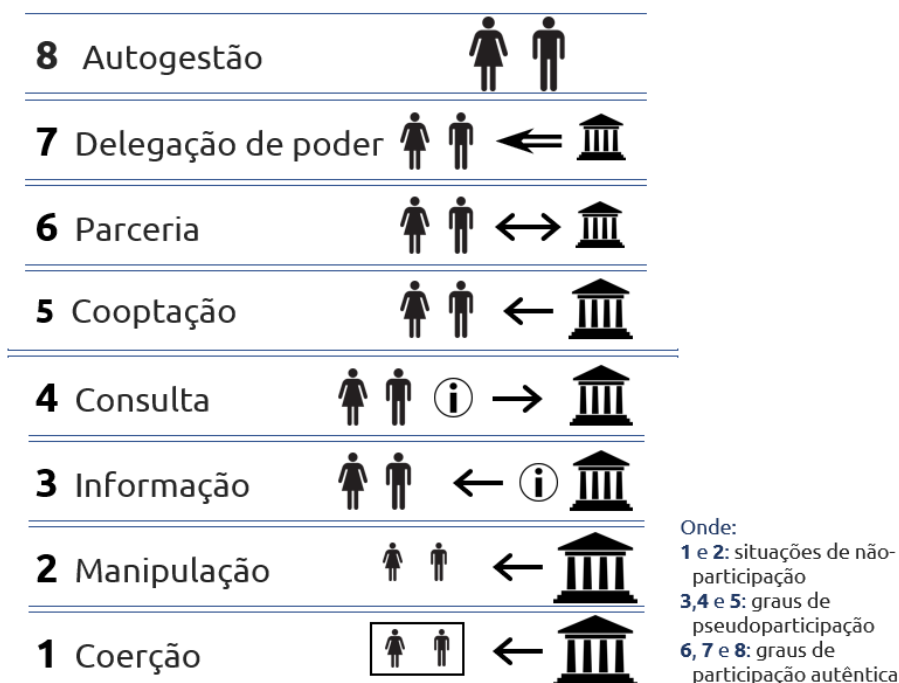 8 Autogestão
7 Delegação de poder
6 Parceria
5 Cooptação
4 Consulta
3 Informação
2 Manipulação
1 Coerção
Onde:
1 e 2: situações de não-
participação
3,4 e 5: graus de
pseudoparticipação
6, 7 e 8: graus de
participação autêntica